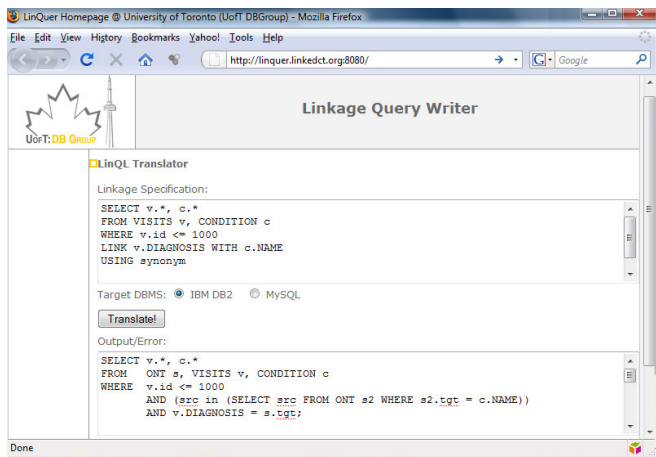 LinQuer Homepage @ University of Toronto (UofT DBGroup) - Mozilla Firefox
File Edit View History Bookmarks Yahoo! Tools Help
http://linquer.linkedct.org:8080/
G Google
Linkage Query Writer
UOFT:DB GROUP
LinQL Translator
Linkage Specification:
SELECT v.*, c.*
FROM VISITS v, CONDITION c
WHERE v.id <= 1000
LINK v.DIAGNOSIS WITH c.NAME
USING synonym
Target DBMS: IBM DB2 MySQL
Translate!
Output/Error:
SELECT v.*, c.*
FROM ONT s, VISITS v, CONDITION c
WHERE v.id <= 1000
AND (src in (SELECT src FROM ONT s2 WHERE s2.tgt = c.NAME))
AND v.DIAGNOSIS = s.tgt;
Done